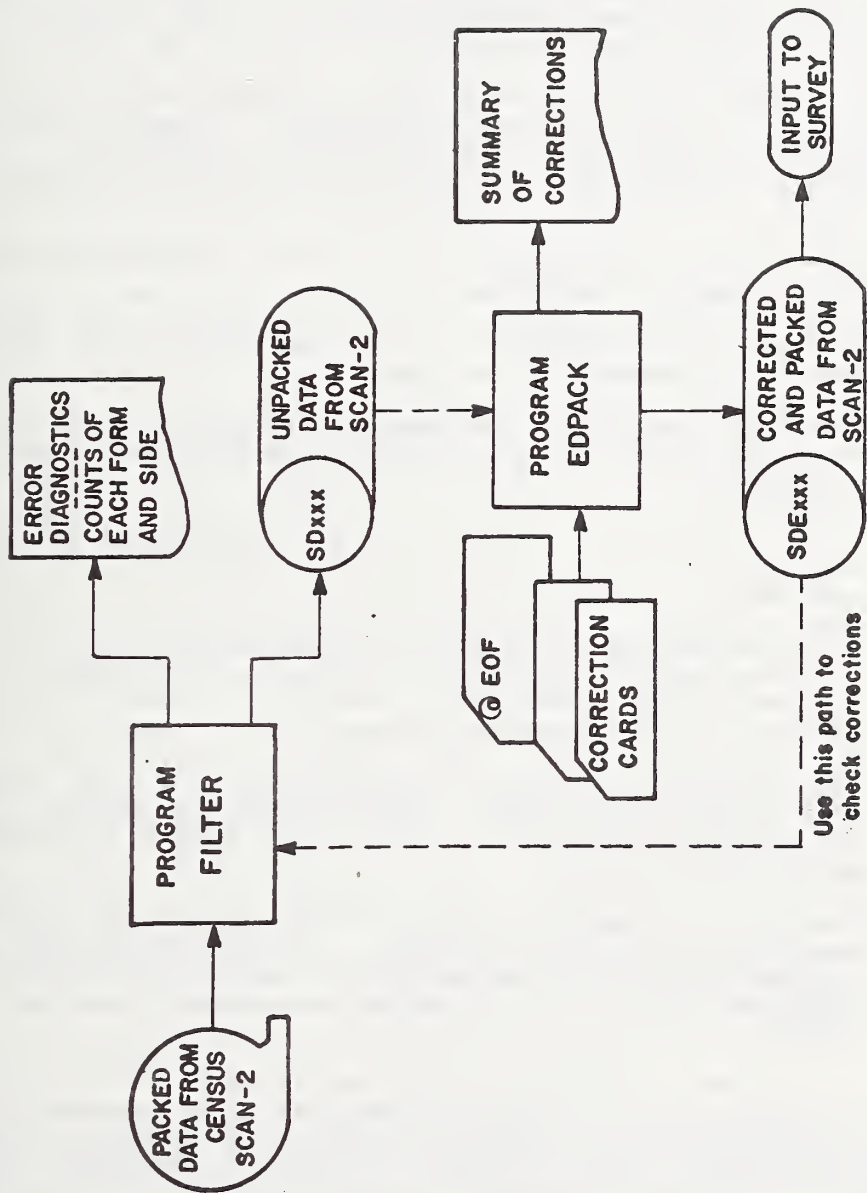 PACKED
DATA FROM
CENSUS
SCAN-2
PROGRAM
FILTER
ERROR
DIAGNOSTICS
COUNTS OF
EACH FORM
AND SIDE
SDxxx
UNPACKED
DATA
FROM
SCAN-2
@ EOF
CORRECTION
CARDS
PROGRAM
EDPACK
SUMMARY
OF
CORRECTIONS
SDExxx
CORRECTED
AND PACKED
DATA FROM
SCAN-2
INPUT TO
SURVEY
Use this path to
check corrections